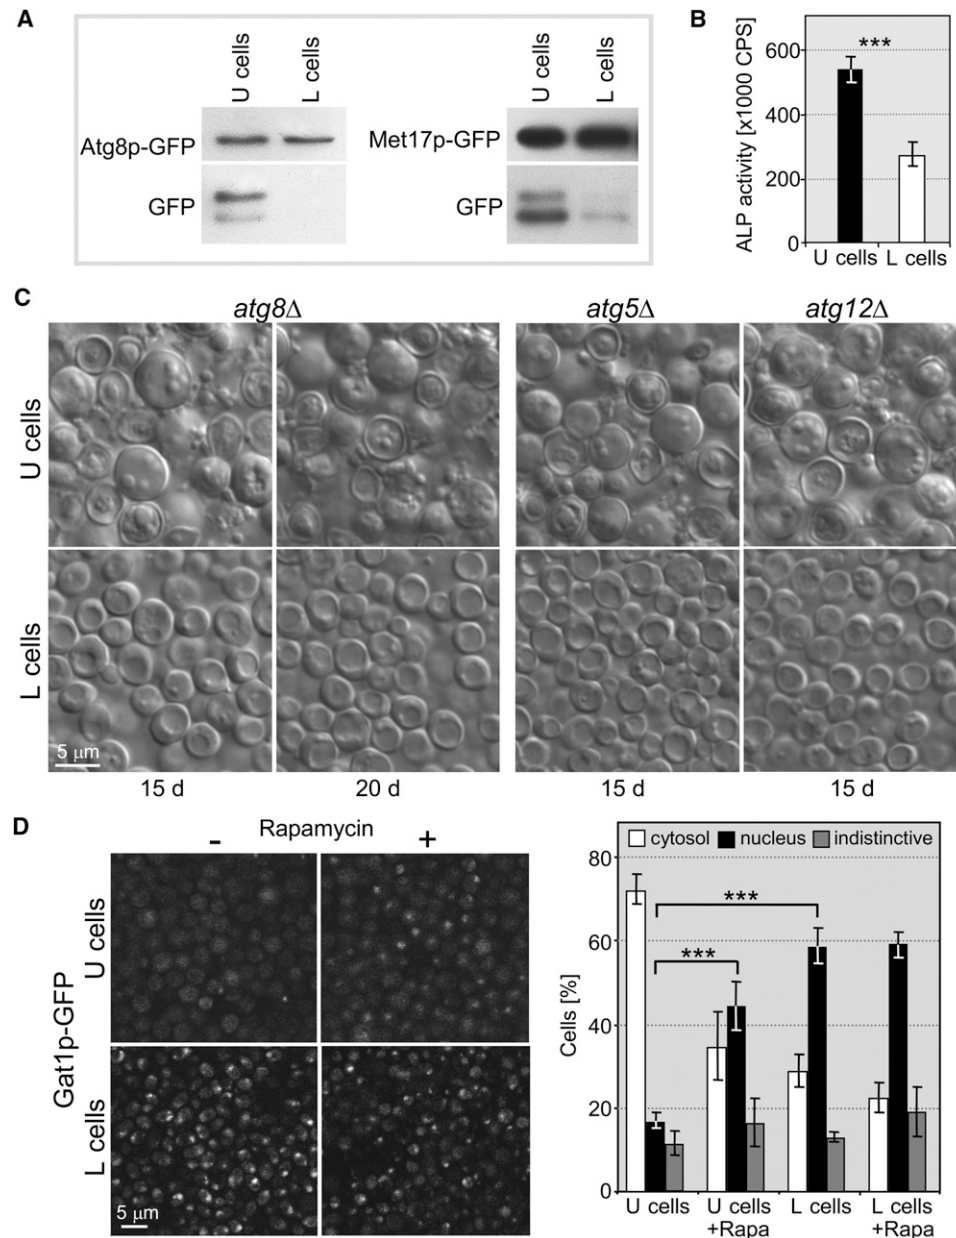 A
U cells
L cells
Atg8p-GFP
GFP
U cells
L cells
Met17p-GFP
GFP
B
***
ALP activity [x1000 CPS]
600
400
200
0
U cells L cells
C
atg8Δ
atg5Δ
atg12Δ
U cells
L cells
5 μm
15 d
20 d
15 d
15 d
D
Rapamycin
- +
Gat1p-GFP
U cells
L cells
5 μm
cytosol nucleus indistinctive
Cells [%]
80
60
40
20
0
***
***
U cells
U cells
+Rapa
L cells
L cells
+Rapa